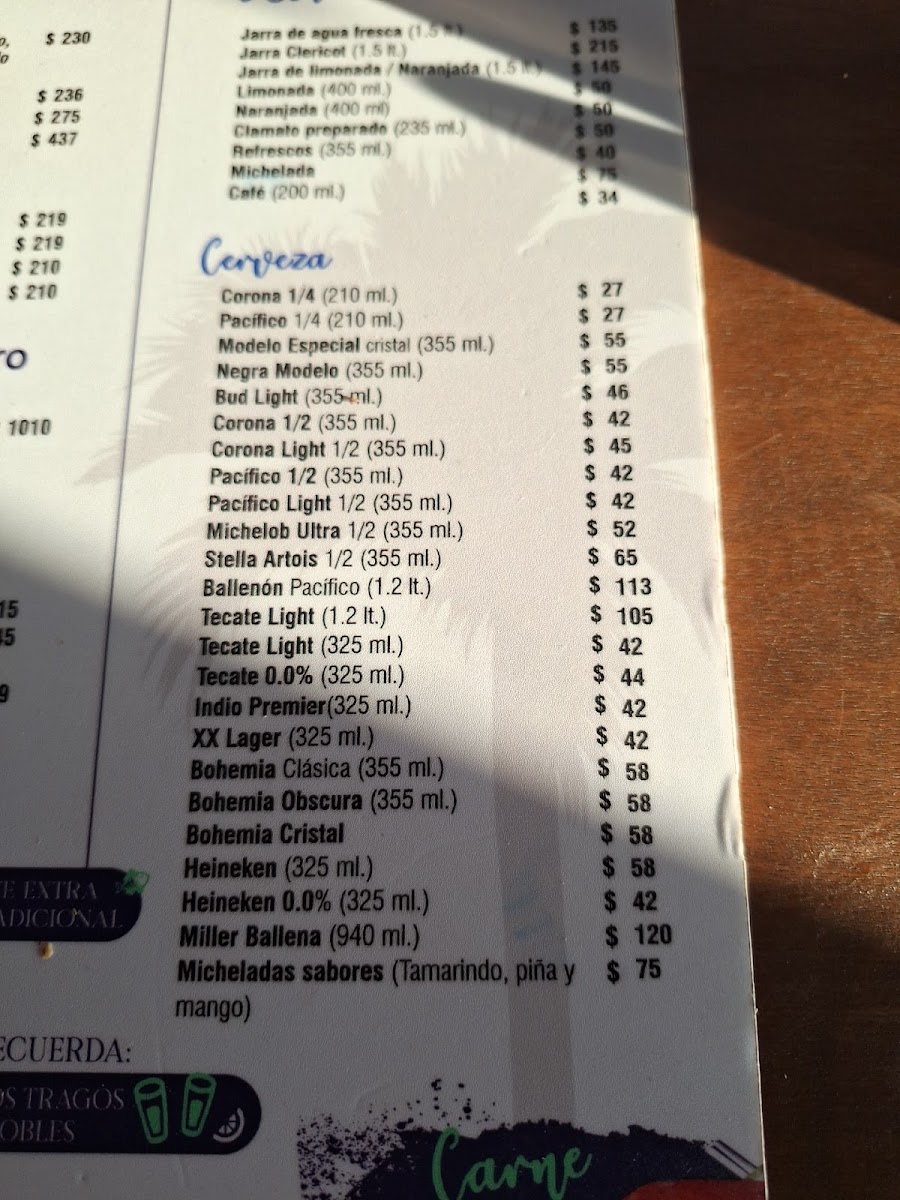 $ 230
$ 236
$ 275
$ 437
$ 219
$ 219
$ 210
$ 210
1010
Jarra de agua fresca (1.5 lt.) $ 135
Jarra Clericot (1.5 lt.) $ 215
Jarra de limonada / Naranjada (1.5 lt.) $ 145
Limonada (400 ml.) $ 50
Naranjada (400 ml) $ 50
Clamato preparado (235 ml.) $ 50
Refrescos (355 ml.) $ 40
Michelada $ 75
Café (200 ml.) $ 34
Cerveza
Corona 1/4 (210 ml.) $ 27
Pacífico 1/4 (210 ml.) $ 27
Modelo Especial cristal (355 ml.) $ 55
Negra Modelo (355 ml.) $ 55
Bud Light (355 ml.) $ 46
Corona 1/2 (355 ml.) $ 42
Corona Light 1/2 (355 ml.) $ 45
Pacífico 1/2 (355 ml.) $ 42
Pacífico Light 1/2 (355 ml.) $ 42
Michelob Ultra 1/2 (355 ml.) $ 52
Stella Artois 1/2 (355 ml.) $ 65
Ballenón Pacífico (1.2 lt.) $ 113
Tecate Light (1.2 lt.) $ 105
Tecate Light (325 ml.) $ 42
Tecate 0.0% (325 ml.) $ 44
Indio Premier(325 ml.) $ 42
XX Lager (325 ml.) $ 42
Bohemia Clásica (355 ml.) $ 58
Bohemia Obscura (355 ml.) $ 58
Bohemia Cristal $ 58
Heineken (325 ml.) $ 58
Heineken 0.0% (325 ml.) $ 42
Miller Ballena (940 ml.) $ 120
Micheladas sabores (Tamarindo, piña y $ 75
mango)
E EXTRA
ADICIONAL
ECUERDA:
OS TRAGOS
OBLES
Carne